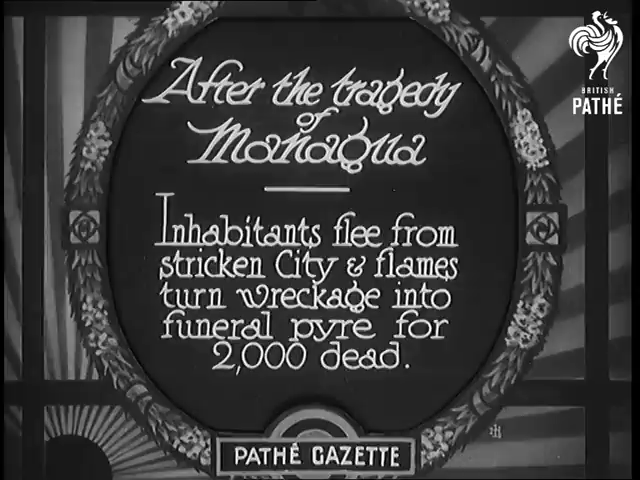 After the tragedy
of
Managua
Inhabitants flee from
stricken City & flames
turn wreckage into
funeral pyre for
2,000 dead.
PATHÉ GAZETTE
BRITISH
PATHÉ